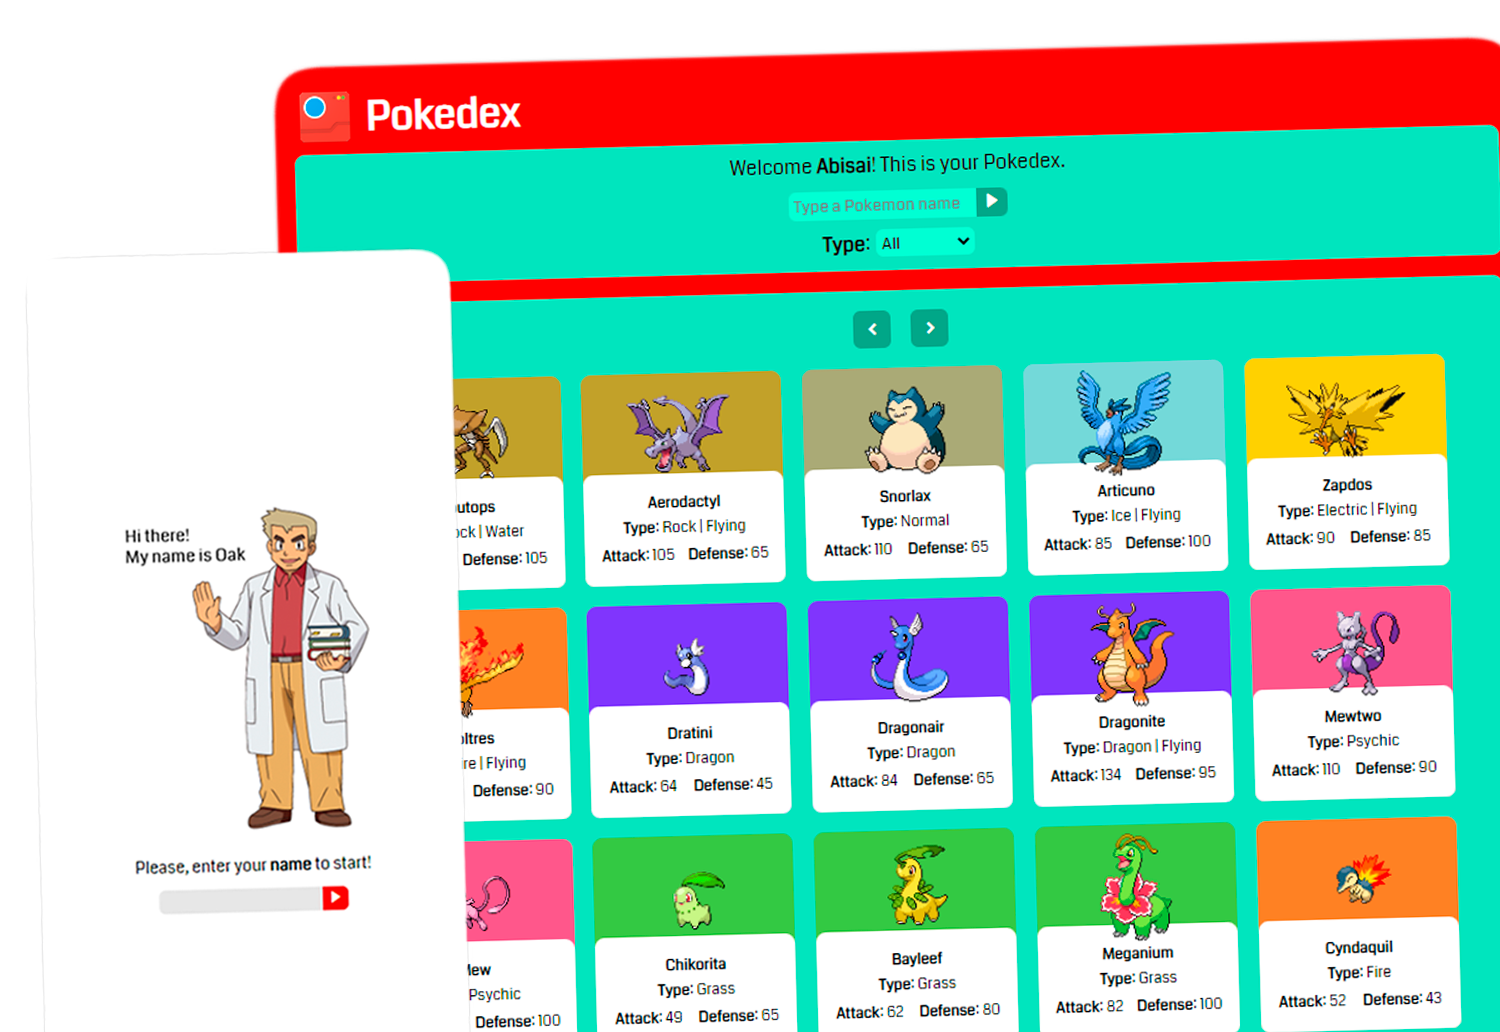 Pokedex
Welcome Abisai! This is your Pokedex.
Type a Pokemon name
Type: All
Hi there!
My name is Oak
Please, enter your name to start!
utops
ock | Water
Defense: 105
Aerodactyl
Type: Rock | Flying
Attack: 105 Defense: 65
Snorlax
Type: Normal
Attack: 110 Defense: 65
Articuno
Type: Ice | Flying
Attack: 85 Defense: 100
Zapdos
Type: Electric | Flying
Attack: 90 Defense: 85
oltres
re | Flying
Defense: 90
Dratini
Type: Dragon
Attack: 64 Defense: 45
Dragonair
Type: Dragon
Attack: 84 Defense: 65
Dragonite
Type: Dragon | Flying
Attack: 134 Defense: 95
Mewtwo
Type: Psychic
Attack: 110 Defense: 90
Mew
Psychic
Defense: 100
Chikorita
Type: Grass
Attack: 49 Defense: 65
Bayleef
Type: Grass
Attack: 62 Defense: 80
Meganium
Type: Grass
Attack: 82 Defense: 100
Cyndaquil
Type: Fire
Attack: 52 Defense: 43